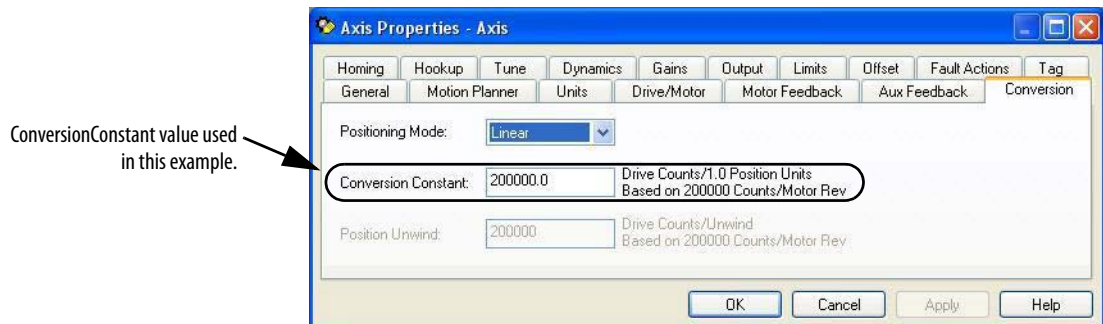 Axis Properties - Axis
Homing Hookup Tune Dynamics Gains Output Limits Offset Fault Actions Tag
General Motion Planner Units Drive/Motor Motor Feedback Aux Feedback Conversion
Positioning Mode: Linear
ConversionConstant value used
in this example.
Conversion Constant: 200000.0 Drive Counts/1.0 Position Units
Based on 200000 Counts/Motor Rev
Position Unwind: 200000 Drive Counts/Unwind
Based on 200000 Counts/Motor Rev
OK Cancel Apply Help